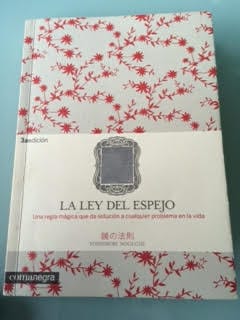 3a edición
LA LEY DEL ESPEJO
Una regla mágica que da solución a cualquier problema en la vida
鏡の法則
YOSHINORI NOGUCHI
comanegra